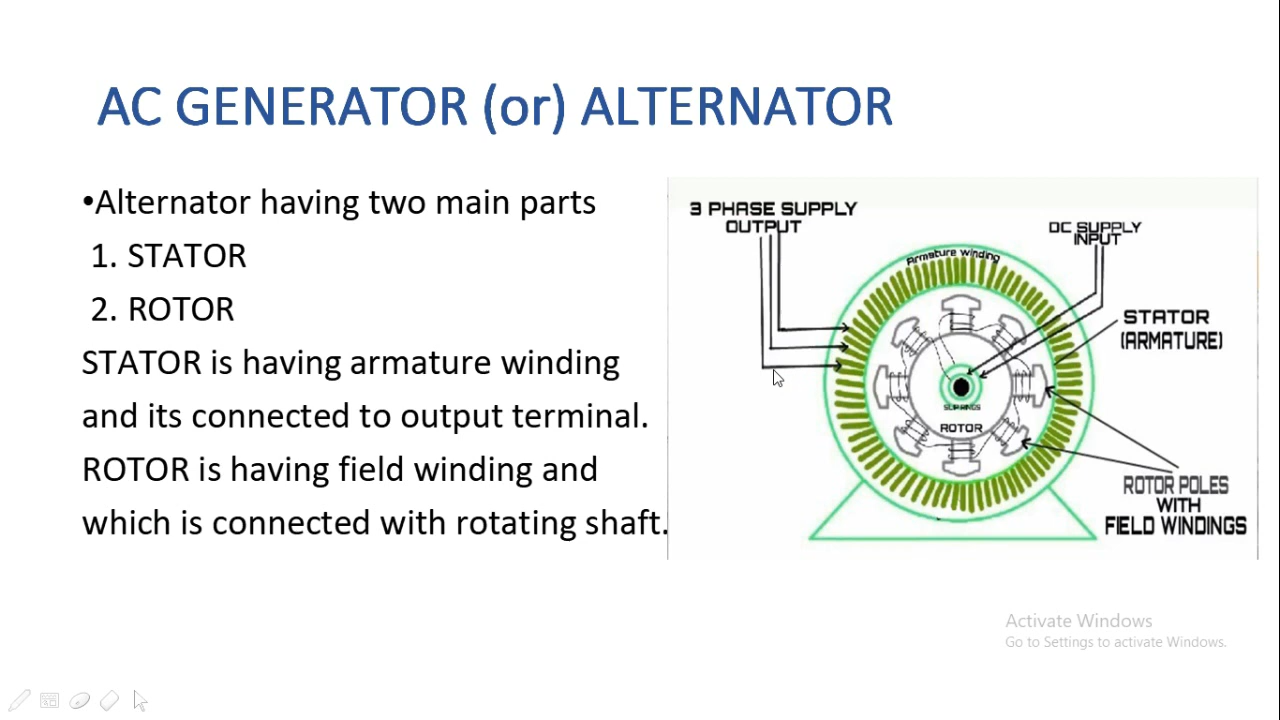 AC GENERATOR (or) ALTERNATOR
•Alternator having two main parts
1. STATOR
2. ROTOR
STATOR is having armature winding
and its connected to output terminal.
ROTOR is having field winding and
which is connected with rotating shaft.
3 PHASE SUPPLY
OUTPUT
DC SUPPLY
INPUT
Armature winding
STATOR
(ARMATURE)
SLIP RINGS
ROTOR
ROTOR POLES
WITH
FIELD WINDINGS
Activate Windows
Go to Settings to activate Windows.